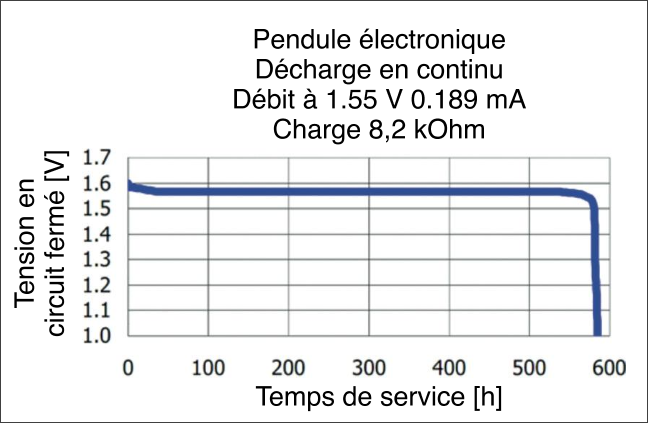 Pendule électronique
Décharge en continu
Débit à 1.55 V 0.189 mA
Charge 8,2 kOhm
Tension en
circuit fermé [V]
1.7
1.6
1.5
1.4
1.3
1.2
1.1
1.0
0 100 200 300 400 500 600
Temps de service [h]